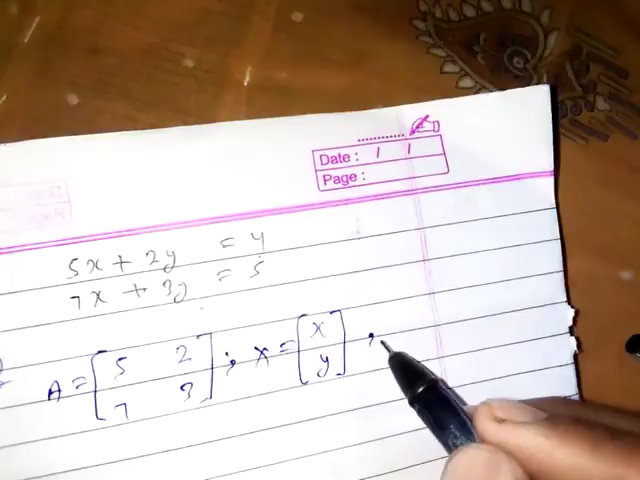 Date : / /
Page :
5x + 2y = 4
7x + 3y = 5
A = [5 2; x = [x ;
7 3] y]